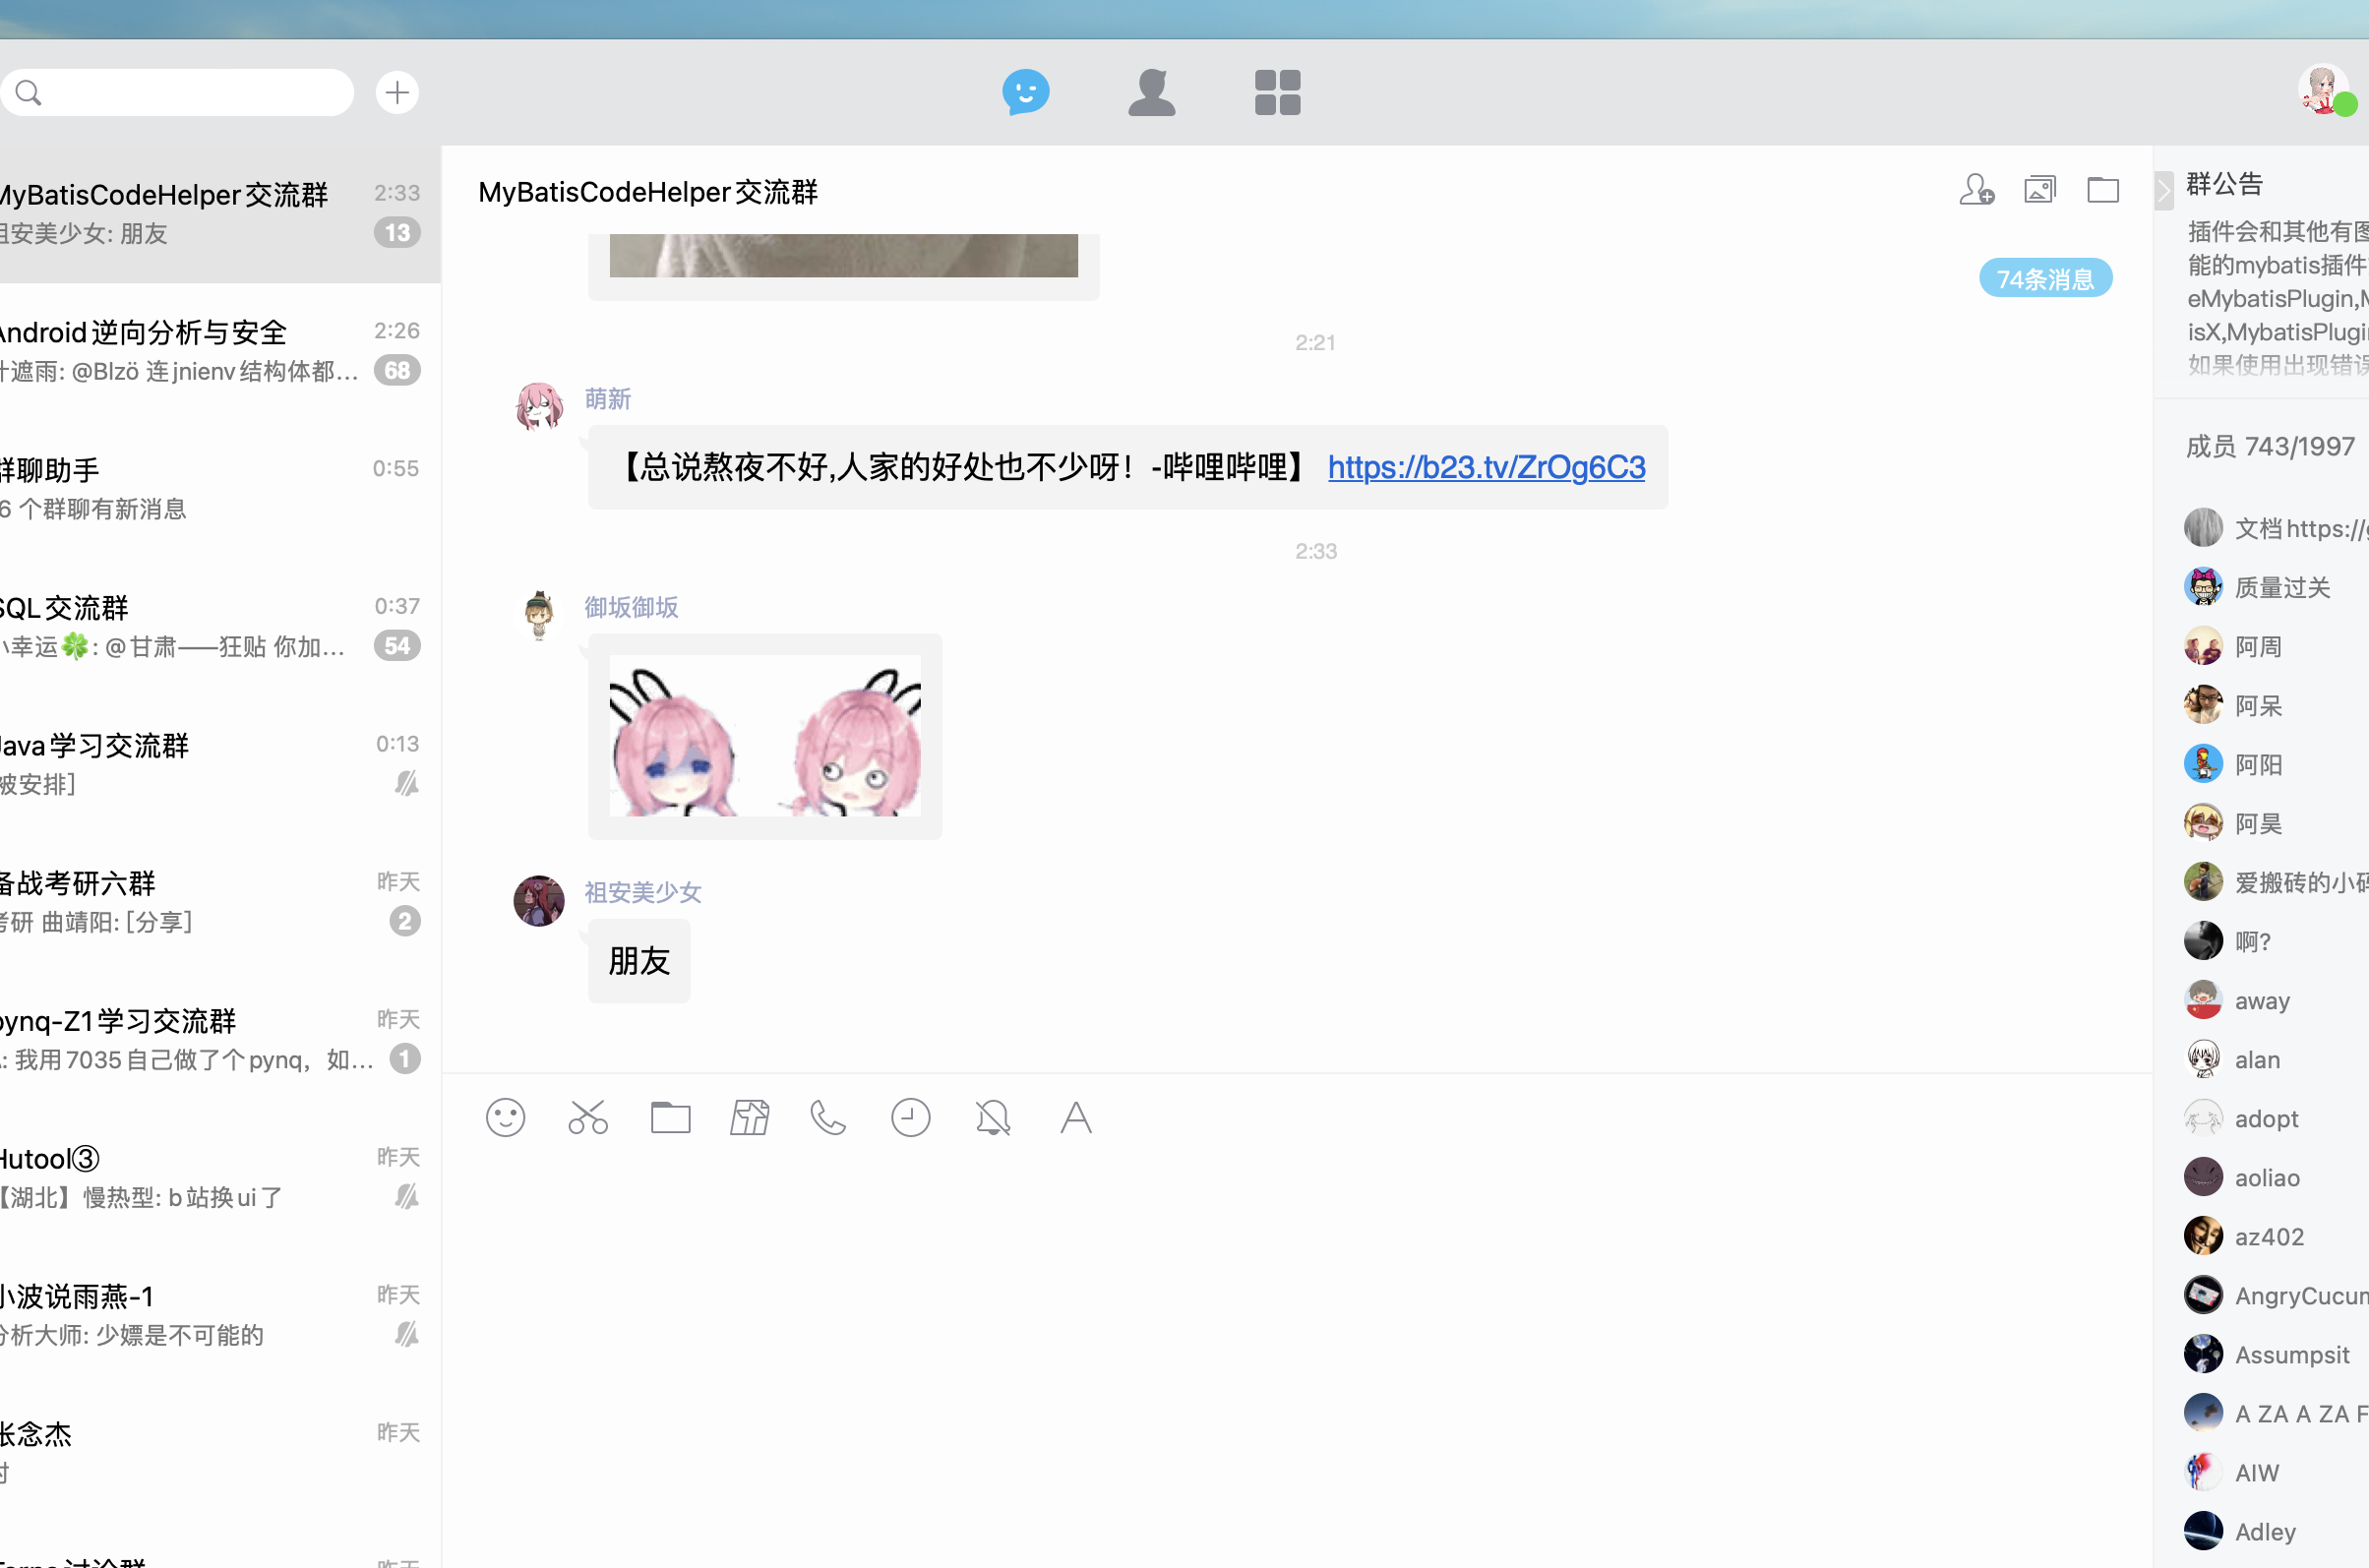 MyBatisCodeHelper交流群
2:33
祖安美少女: 朋友
13
Android逆向分析与安全
2:26
叶遮雨: @Blzö 连jnienv结构体都...
68
群聊助手
0:55
6 个群聊有新消息
SQL交流群
0:37
小幸运🍀: @甘肃——狂贴 你加...
54
Java学习交流群
0:13
[被安排]
备战考研六群
昨天
考研 曲靖阳: [分享]
2
pynq-Z1学习交流群
昨天
: 我用7035自己做了个pynq，如...
1
Hutool③
昨天
【湖北】慢热型: b站换ui了
小波说雨燕-1
昨天
分析大师: 少嫖是不可能的
张念杰
昨天
昨天
MyBatisCodeHelper交流群
74条消息
2:21
萌新
【总说熬夜不好,人家的好处也不少呀！-哔哩哔哩】 https://b23.tv/ZrOg6C3
2:33
御坂御坂
祖安美少女
朋友
群公告
插件会和其他有图
能的mybatis插件
eMybatisPlugin,M
isX,MybatisPlugin
如果使用出现错误
成员 743/1997
文档https://g
质量过关
阿周
阿呆
阿阳
阿昊
爱搬砖的小码
啊?
away
alan
adopt
aoliao
az402
AngryCucum
Assumpsit
A ZA A ZA F
AIW
Adley